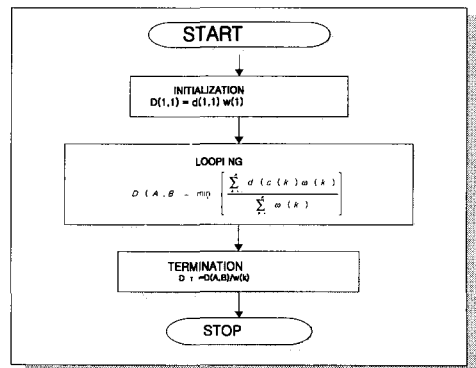 START
INITIALIZATION
D(1,1) = d(1,1) w(1)
LOOPING
D (A,B = min [ Σ d (c (k) ω (k) / Σ ω (k) ]
TERMINATION
D T =D(A,B)/w(k)
STOP